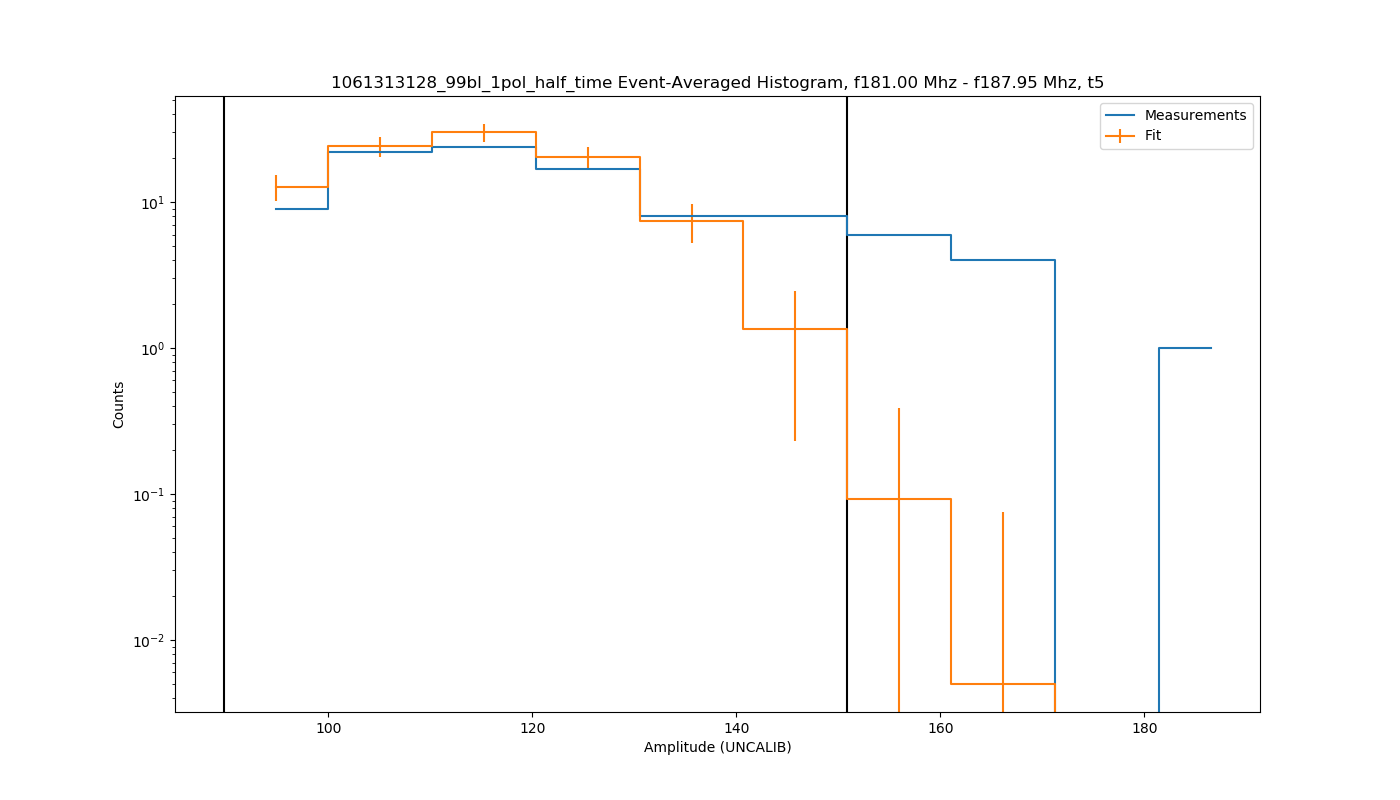 1061313128_99bl_1pol_half_time Event-Averaged Histogram, f181.00 Mhz - f187.95 Mhz, t5
Measurements
Fit
10¹
10⁰
10⁻¹
10⁻²
Counts
100 120 140 160 180
Amplitude (UNCALIB)